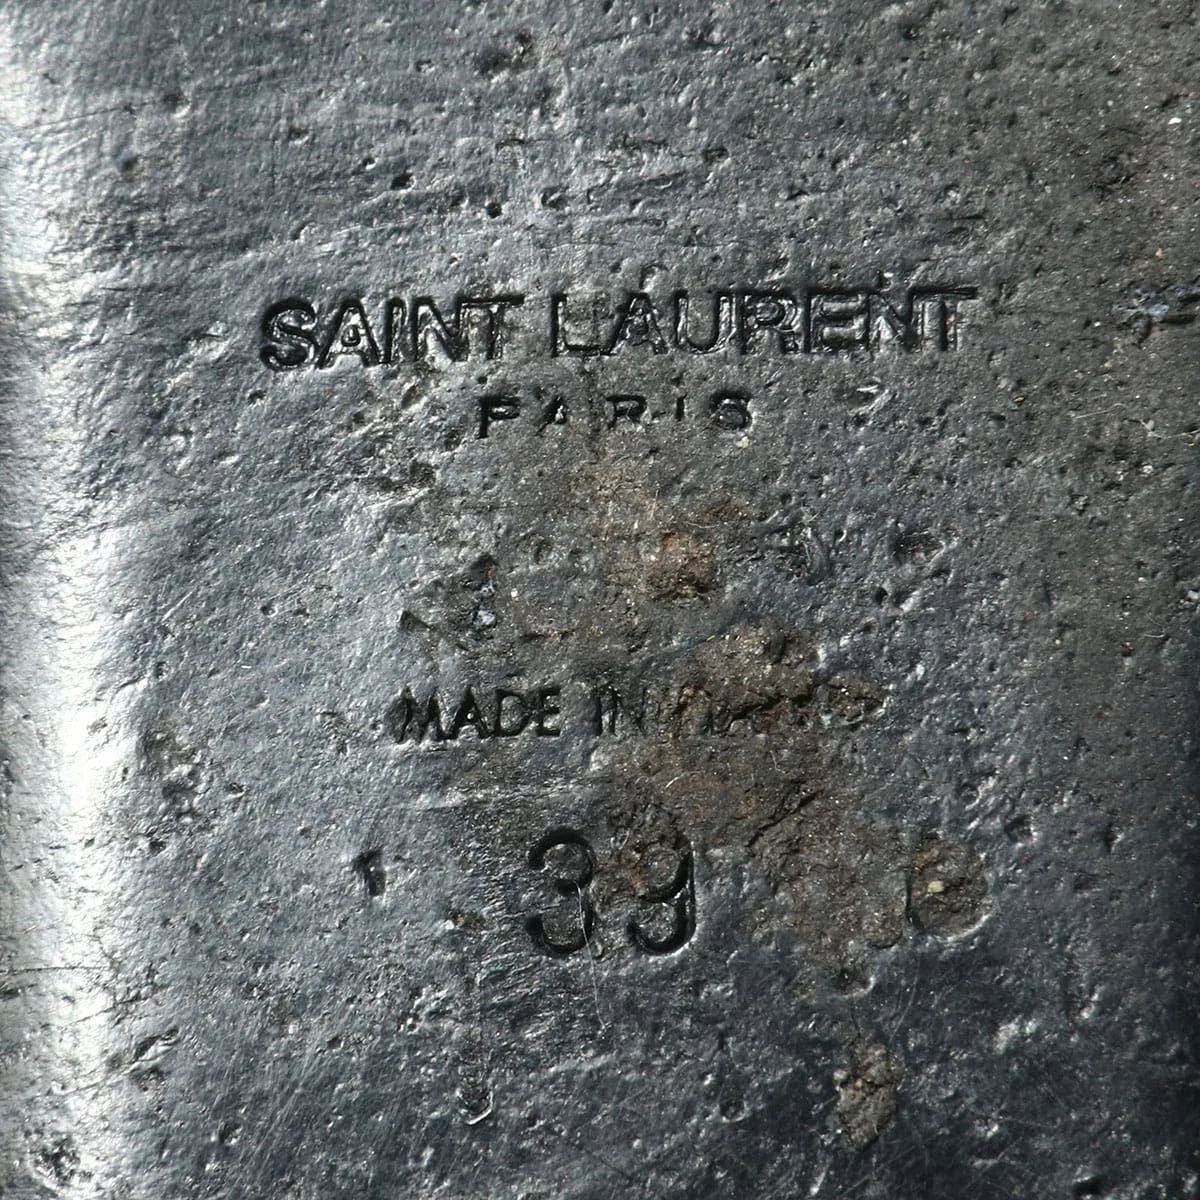 SAINT LAURENT
PARIS
MADE IN
39